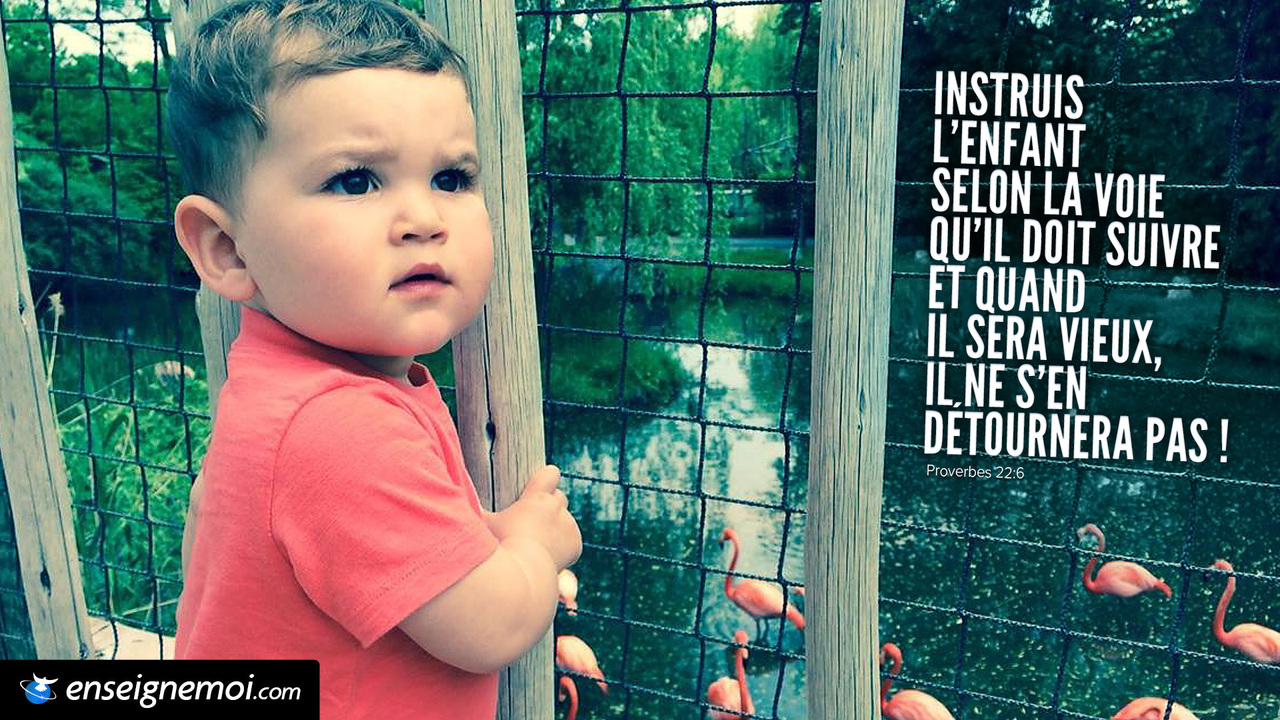 INSTRUIS
L'ENFANT
SELON LA VOIE
QU'IL DOIT SUIVRE
ET QUAND
IL SERA VIEUX,
IL NE S'EN
DÉTOURNERA PAS !
Proverbes 22:6
enseignemoi.com